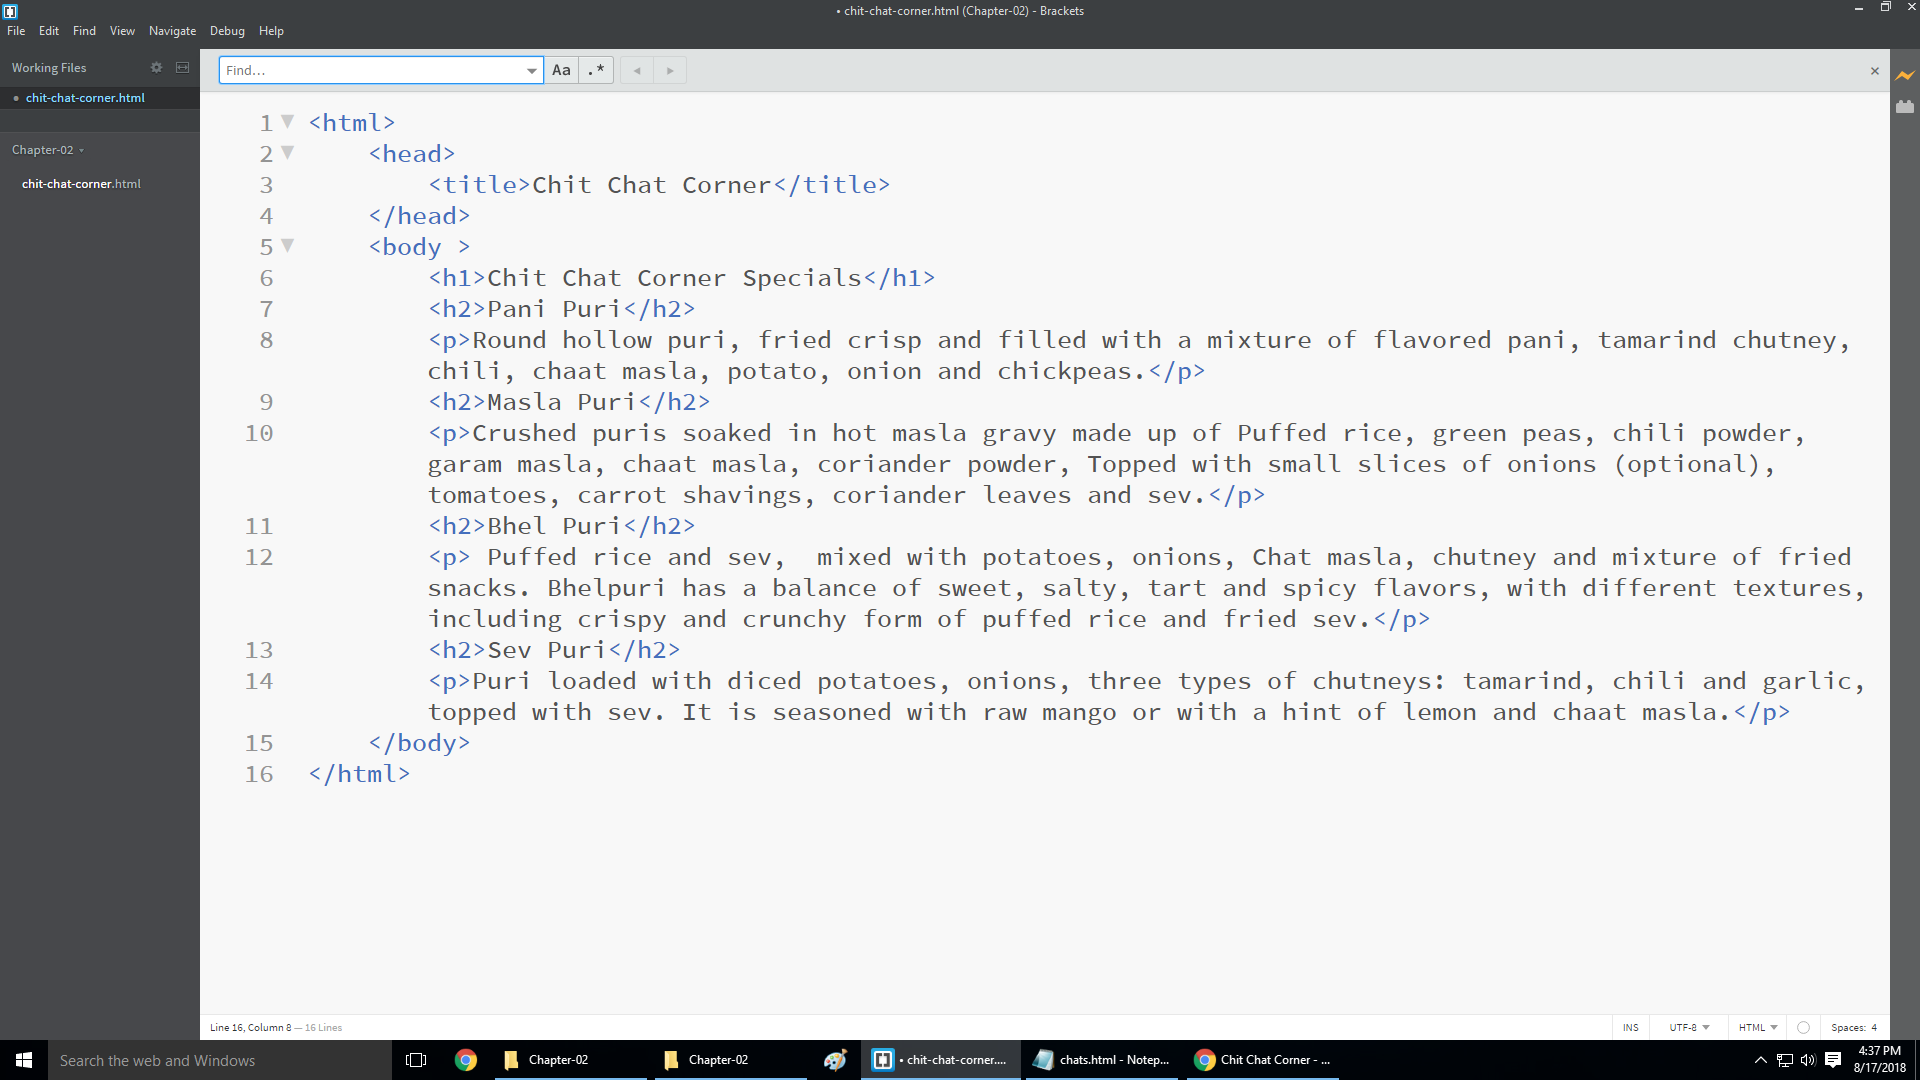 • chit-chat-corner.html (Chapter-02) - Brackets
File Edit Find View Navigate Debug Help
Working Files
chit-chat-corner.html
Chapter-02
chit-chat-corner.html
Find... Aa .*
1 <html>
2 <head>
3 <title>Chit Chat Corner</title>
4 </head>
5 <body >
6 <h1>Chit Chat Corner Specials</h1>
7 <h2>Pani Puri</h2>
8 <p>Round hollow puri, fried crisp and filled with a mixture of flavored pani, tamarind chutney,
chili, chaat masla, potato, onion and chickpeas.</p>
9 <h2>Masla Puri</h2>
10 <p>Crushed puris soaked in hot masla gravy made up of Puffed rice, green peas, chili powder,
garam masla, chaat masla, coriander powder, Topped with small slices of onions (optional),
tomatoes, carrot shavings, coriander leaves and sev.</p>
11 <h2>Bhel Puri</h2>
12 <p> Puffed rice and sev,  mixed with potatoes, onions, Chat masla, chutney and mixture of fried
snacks. Bhelpuri has a balance of sweet, salty, tart and spicy flavors, with different textures,
including crispy and crunchy form of puffed rice and fried sev.</p>
13 <h2>Sev Puri</h2>
14 <p>Puri loaded with diced potatoes, onions, three types of chutneys: tamarind, chili and garlic,
topped with sev. It is seasoned with raw mango or with a hint of lemon and chaat masla.</p>
15 </body>
16 </html>
Line 16, Column 8 — 16 Lines
INS UTF-8 HTML Spaces: 4
Search the web and Windows
Chapter-02
Chapter-02
• chit-chat-corner....
chats.html - Notep...
Chit Chat Corner - ...
4:37 PM
8/17/2018